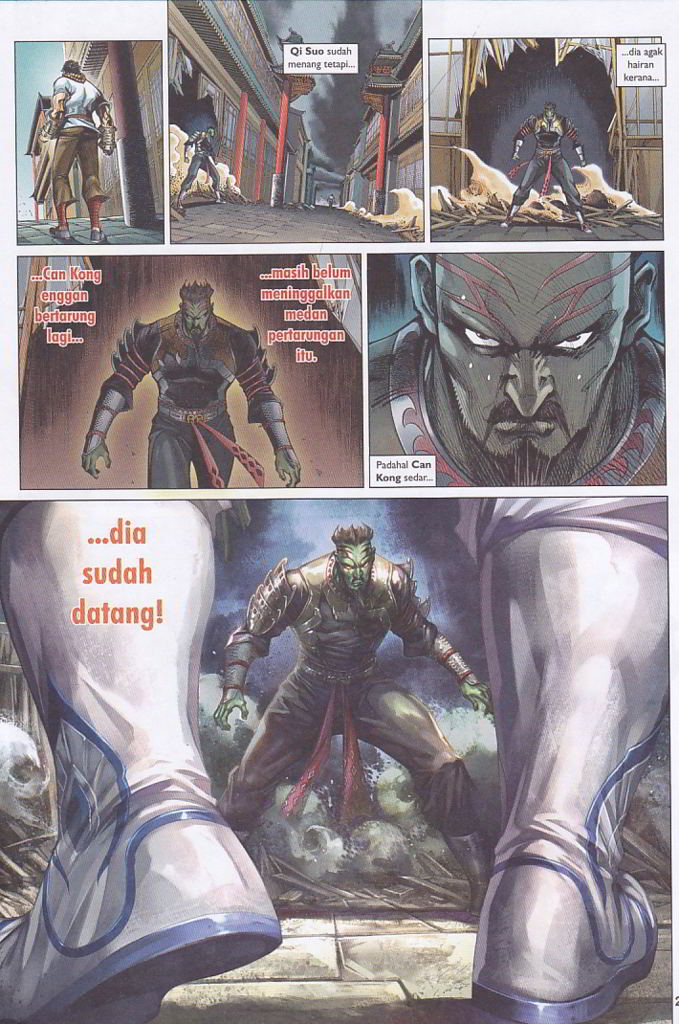 Qi Suo sudah
menang tetapi...
...dia agak
hairan
kerana...
...Can Kong
enggan
bertarung
lagi...
...masih belum
meninggalkan
medan
pertarungan
itu.
Padahal Can
Kong sedar...
...dia
sudah
datang!
2